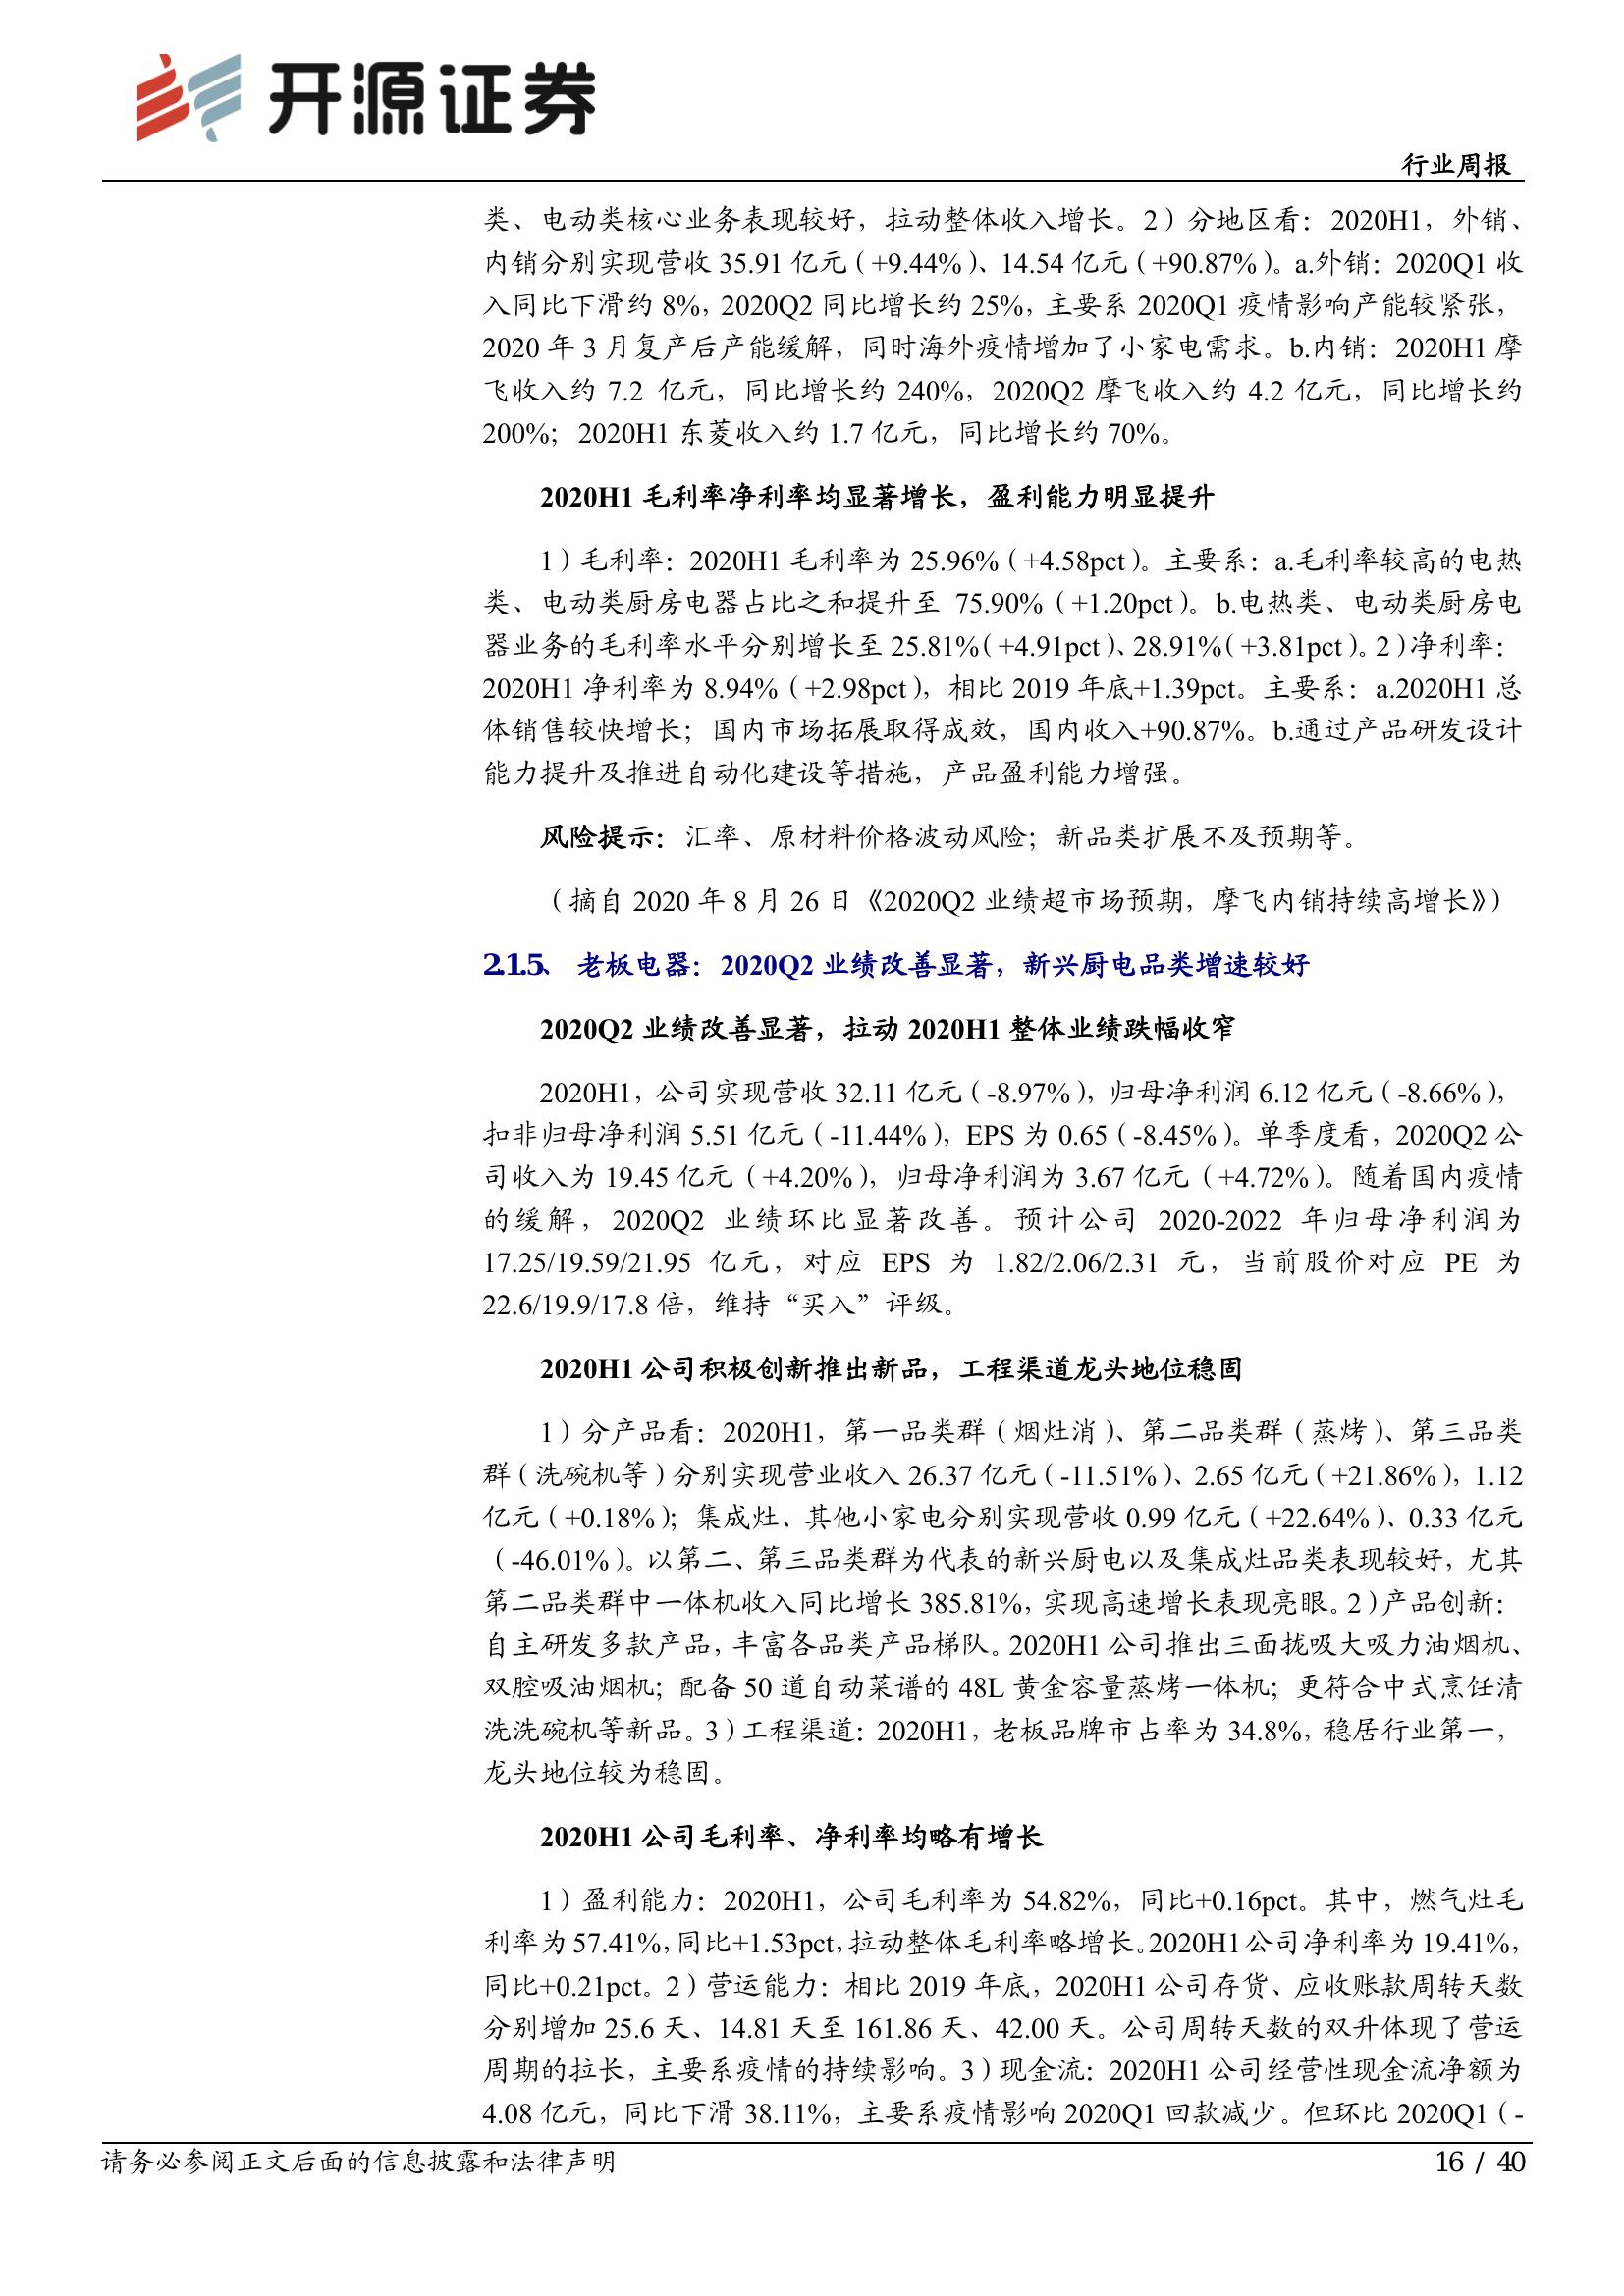 开源证券
行业周报
类、电动类核心业务表现较好，拉动整体收入增长。2）分地区看：2020H1，外销、
内销分别实现营收 35.91 亿元（+9.44%）、14.54 亿元（+90.87%）。a.外销：2020Q1 收
入同比下滑约 8%，2020Q2 同比增长约 25%，主要系 2020Q1 疫情影响产能较紧张，
2020 年 3 月复产后产能缓解，同时海外疫情增加了小家电需求。b.内销：2020H1 摩
飞收入约 7.2 亿元，同比增长约 240%，2020Q2 摩飞收入约 4.2 亿元，同比增长约
200%；2020H1 东菱收入约 1.7 亿元，同比增长约 70%。
2020H1 毛利率净利率均显著增长，盈利能力明显提升
1）毛利率：2020H1 毛利率为 25.96%（+4.58pct）。主要系：a.毛利率较高的电热
类、电动类厨房电器占比之和提升至 75.90%（+1.20pct）。b.电热类、电动类厨房电
器业务的毛利率水平分别增长至 25.81%（+4.91pct）、28.91%（+3.81pct）。2）净利率：
2020H1 净利率为 8.94%（+2.98pct），相比 2019 年底+1.39pct。主要系：a.2020H1 总
体销售较快增长；国内市场拓展取得成效，国内收入+90.87%。b.通过产品研发设计
能力提升及推进自动化建设等措施，产品盈利能力增强。
风险提示：汇率、原材料价格波动风险；新品类扩展不及预期等。
（摘自 2020 年 8 月 26 日《2020Q2 业绩超市场预期，摩飞内销持续高增长》）
2.1.5、 老板电器：2020Q2 业绩改善显著，新兴厨电品类增速较好
2020Q2 业绩改善显著，拉动 2020H1 整体业绩跌幅收窄
2020H1，公司实现营收 32.11 亿元（-8.97%），归母净利润 6.12 亿元（-8.66%），
扣非归母净利润 5.51 亿元（-11.44%），EPS 为 0.65（-8.45%）。单季度看，2020Q2 公
司收入为 19.45 亿元（+4.20%），归母净利润为 3.67 亿元（+4.72%）。随着国内疫情
的缓解，2020Q2 业绩环比显著改善。预计公司 2020-2022 年归母净利润为
17.25/19.59/21.95 亿元，对应 EPS 为 1.82/2.06/2.31 元，当前股价对应 PE 为
22.6/19.9/17.8 倍，维持“买入”评级。
2020H1 公司积极创新推出新品，工程渠道龙头地位稳固
1）分产品看：2020H1，第一品类群（烟灶消）、第二品类群（蒸烤）、第三品类
群（洗碗机等）分别实现营业收入 26.37 亿元（-11.51%）、2.65 亿元（+21.86%），1.12
亿元（+0.18%）；集成灶、其他小家电分别实现营收 0.99 亿元（+22.64%）、0.33 亿元
（-46.01%）。以第二、第三品类群为代表的新兴厨电以及集成灶品类表现较好，尤其
第二品类群中一体机收入同比增长 385.81%，实现高速增长表现亮眼。2）产品创新：
自主研发多款产品，丰富各品类产品梯队。2020H1 公司推出三面拢吸大吸力油烟机、
双腔吸油烟机；配备 50 道自动菜谱的 48L 黄金容量蒸烤一体机；更符合中式烹饪清
洗洗碗机等新品。3）工程渠道：2020H1，老板品牌市占率为 34.8%，稳居行业第一，
龙头地位较为稳固。
2020H1 公司毛利率、净利率均略有增长
1）盈利能力：2020H1，公司毛利率为 54.82%，同比+0.16pct。其中，燃气灶毛
利率为 57.41%，同比+1.53pct，拉动整体毛利率略增长。2020H1 公司净利率为 19.41%，
同比+0.21pct。2）营运能力：相比 2019 年底，2020H1 公司存货、应收账款周转天数
分别增加 25.6 天、14.81 天至 161.86 天、42.00 天。公司周转天数的双升体现了营运
周期的拉长，主要系疫情的持续影响。3）现金流：2020H1 公司经营性现金流净额为
4.08 亿元，同比下滑 38.11%，主要系疫情影响 2020Q1 回款减少。但环比 2020Q1（-
请务必参阅正文后面的信息披露和法律声明
16 / 40